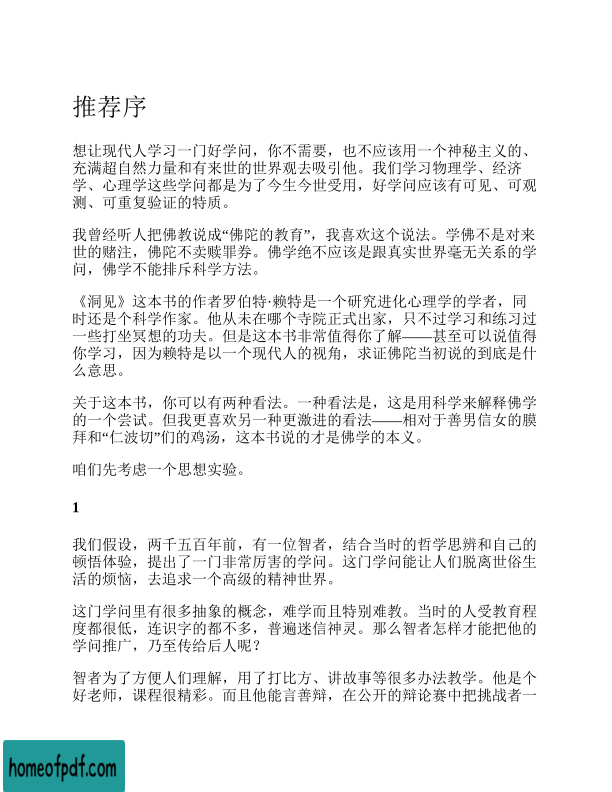 推荐序
想让现代人学习一门好学问，你不需要，也不应该用一个神秘主义的、
充满超自然力量和有来世的世界观去吸引他。我们学习物理学、经济
学、心理学这些学问都是为了今生今世受用，好学问应该有可见、可观
测、可重复验证的特质。
我曾经听人把佛教说成“佛陀的教育”，我喜欢这个说法。学佛不是对来
世的赌注，佛陀不卖赎罪券。佛学绝不应该是跟真实世界毫无关系的学
问，佛学不能排斥科学方法。
《洞见》这本书的作者罗伯特·赖特是一个研究进化心理学的学者，同
时还是个科学作家。他从未在哪个寺院正式出家，只不过学习和练习过
一些打坐冥想的功夫。但是这本书非常值得你了解——甚至可以说值得
你学习，因为赖特是以一个现代人的视角，求证佛陀当初说的到底是什
么意思。
关于这本书，你可以有两种看法。一种看法是，这是用科学来解释佛学
的一个尝试。但我更喜欢另一种更激进的看法——相对于善男信女的膜
拜和“仁波切”们的鸡汤，这本书说的才是佛学的本义。
咱们先考虑一个思想实验。
1
我们假设，两千五百年前，有一位智者，结合当时的哲学思辨和自己的
顿悟体验，提出了一门非常厉害的学问。这门学问能让人们脱离世俗生
活的烦恼，去追求一个高级的精神世界。
这门学问里有很多抽象的概念，难学而且特别难教。当时的人受教育程
度都很低，连识字的都不多，普遍迷信神灵。那么智者怎样才能把他的
学问推广，乃至传给后人呢？
智者为了方便人们理解，用了打比方、讲故事等很多办法教学。他是个
好老师，课程很精彩。而且他能言善辩，在公开的辩论赛中把挑战者一
homeofpdf.com